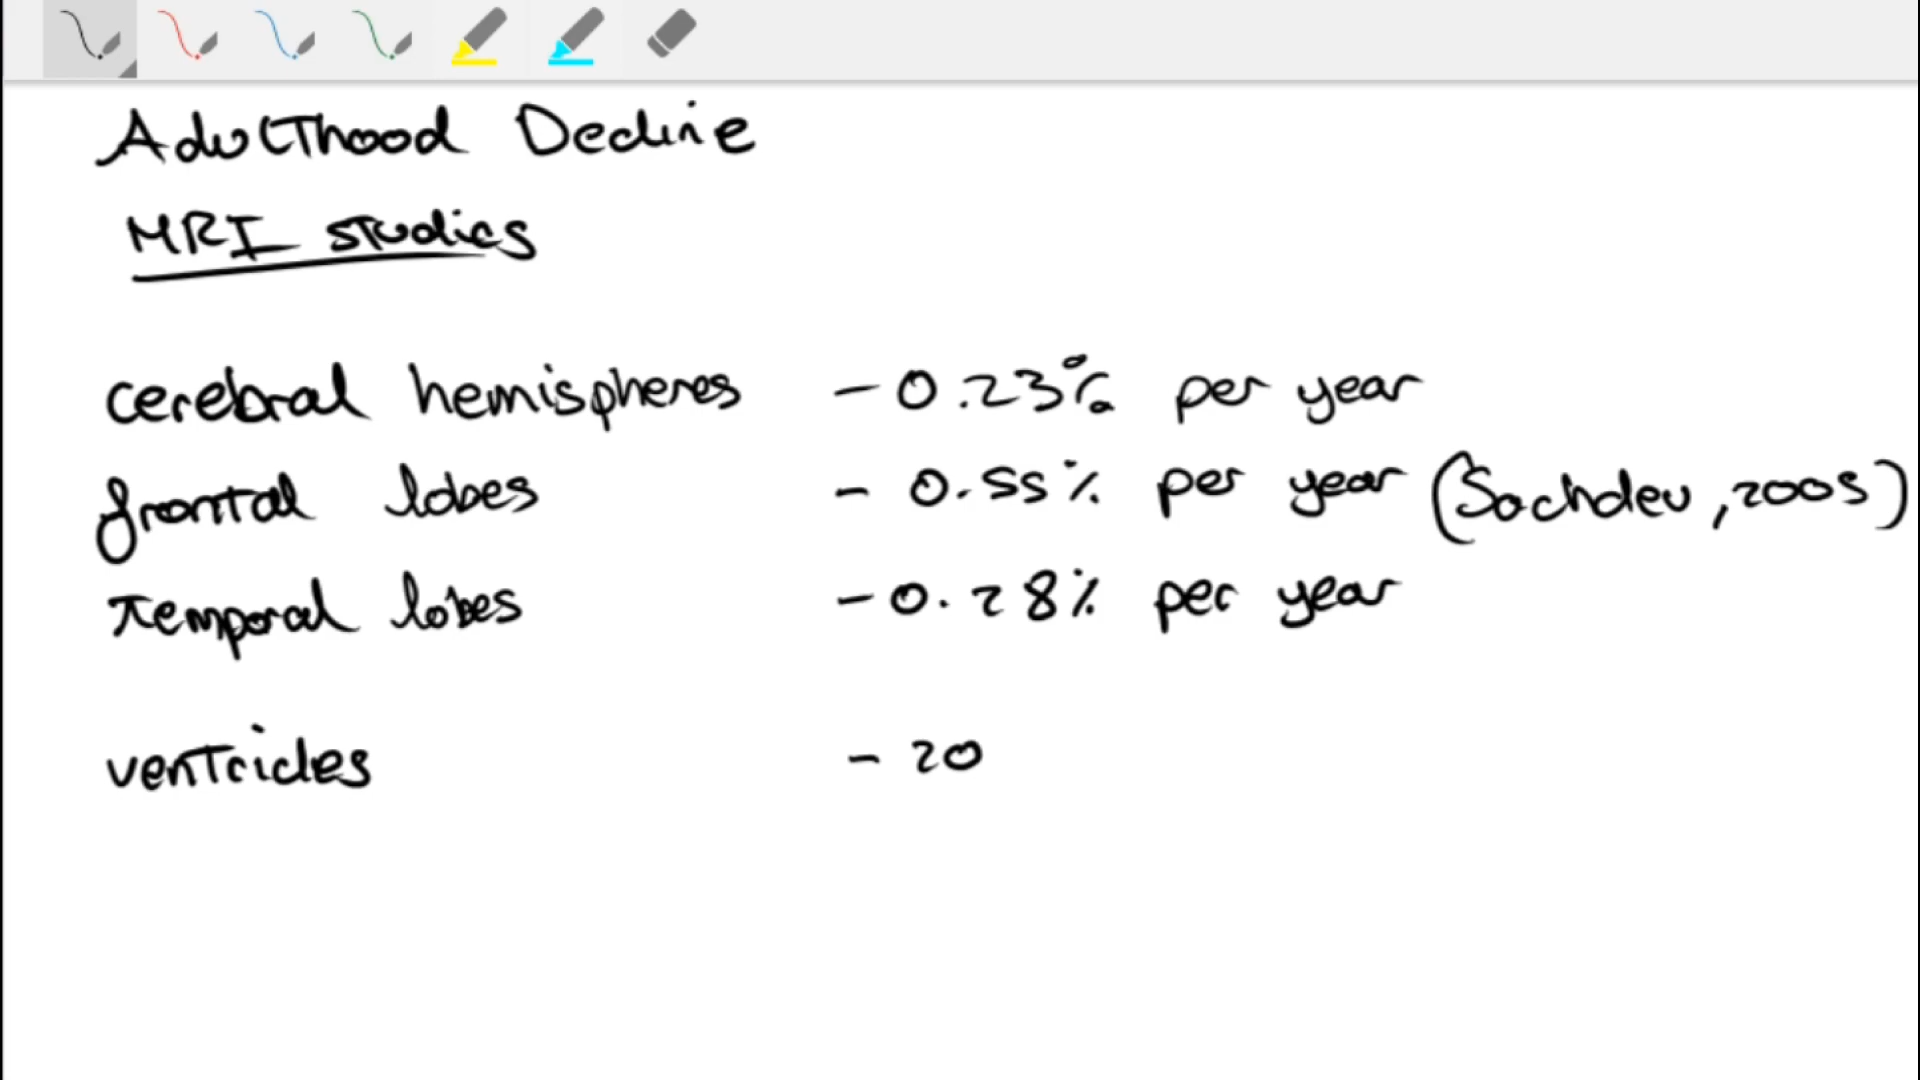 Adulthood Decline
MRI studies
cerebral hemispheres - 0.23% per year
frontal lobes - 0.55% per year (Sachdev, 2005)
Temporal lobes - 0.28% per year
ventricles - 20